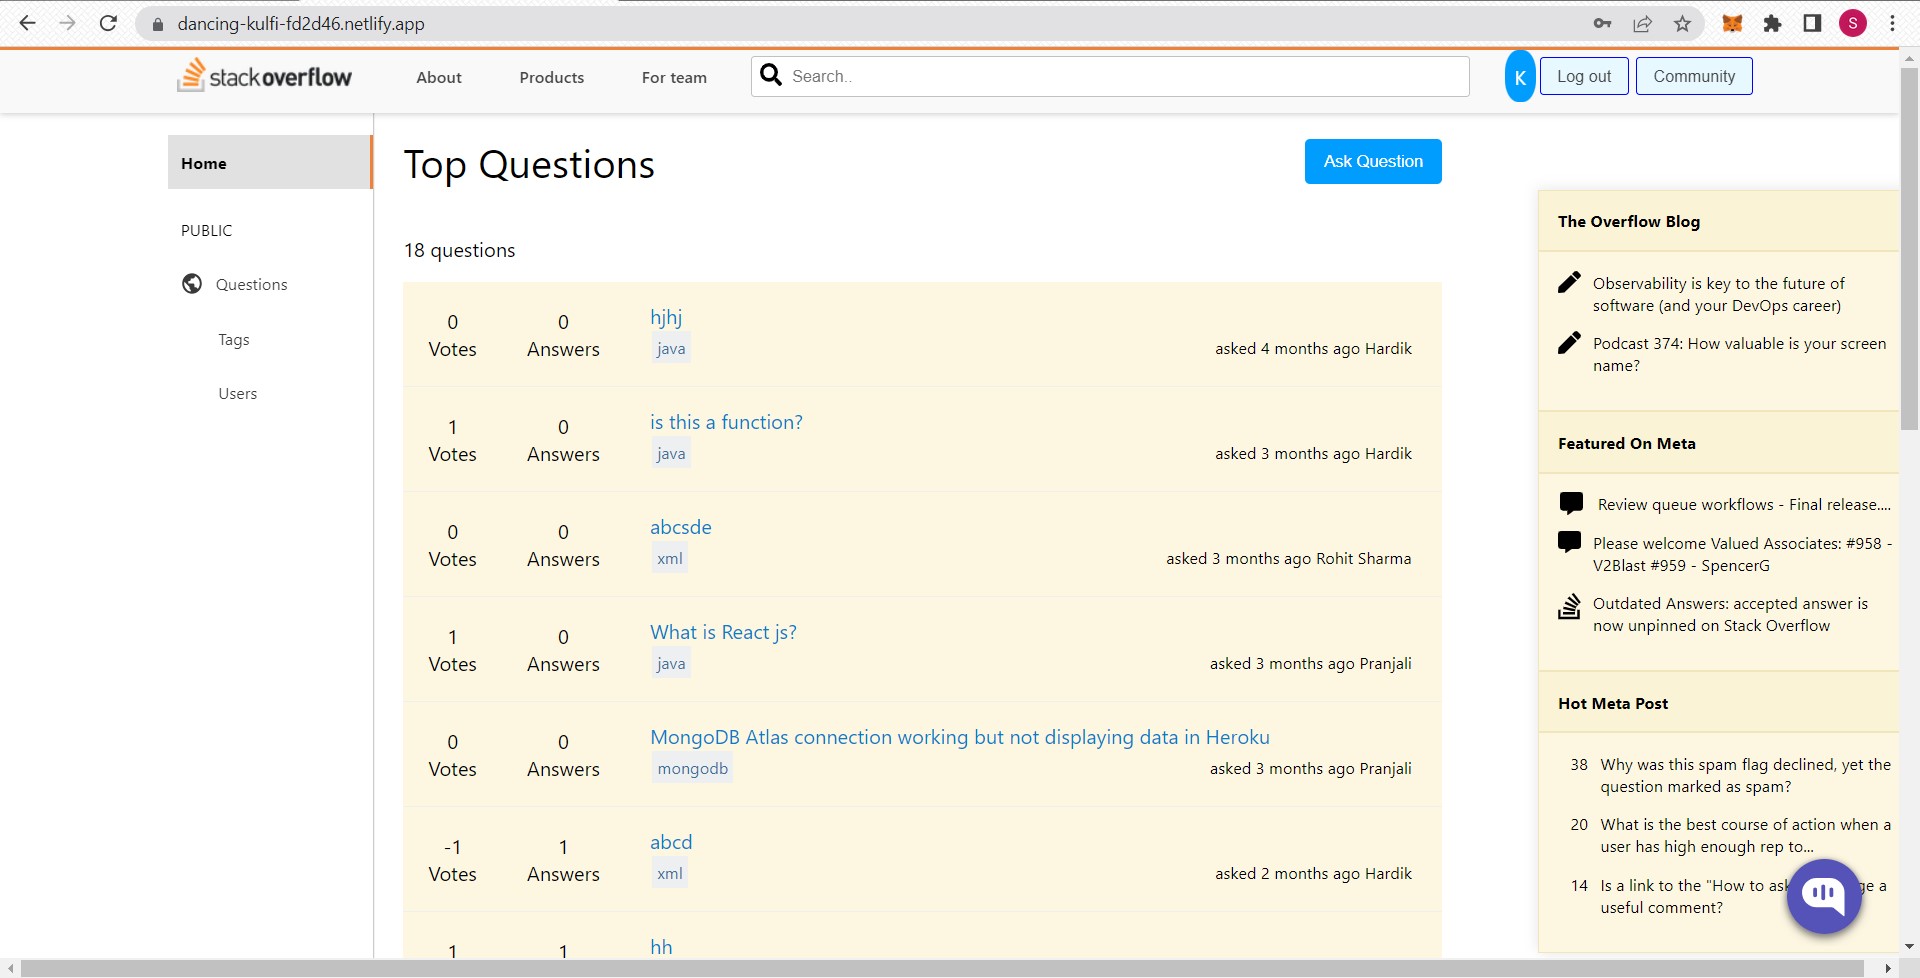 dancing-kulfi-fd2d46.netlify.app
S
stackoverflow
About
Products
For team
Search..
K
Log out
Community
Home
PUBLIC
Questions
Tags
Users
Top Questions
Ask Question
18 questions
0 Votes
0 Answers
hjhj
java
asked 4 months ago Hardik
1 Votes
0 Answers
is this a function?
java
asked 3 months ago Hardik
0 Votes
0 Answers
abcsde
xml
asked 3 months ago Rohit Sharma
1 Votes
0 Answers
What is React js?
java
asked 3 months ago Pranjali
0 Votes
0 Answers
MongoDB Atlas connection working but not displaying data in Heroku
mongodb
asked 3 months ago Pranjali
-1 Votes
1 Answers
abcd
xml
asked 2 months ago Hardik
1
1
hh
The Overflow Blog
Observability is key to the future of
software (and your DevOps career)
Podcast 374: How valuable is your screen
name?
Featured On Meta
Review queue workflows - Final release....
Please welcome Valued Associates: #958 -
V2Blast #959 - SpencerG
Outdated Answers: accepted answer is
now unpinned on Stack Overflow
Hot Meta Post
38 Why was this spam flag declined, yet the
question marked as spam?
20 What is the best course of action when a
user has high enough rep to...
14 Is a link to the "How to ask a
useful comment?